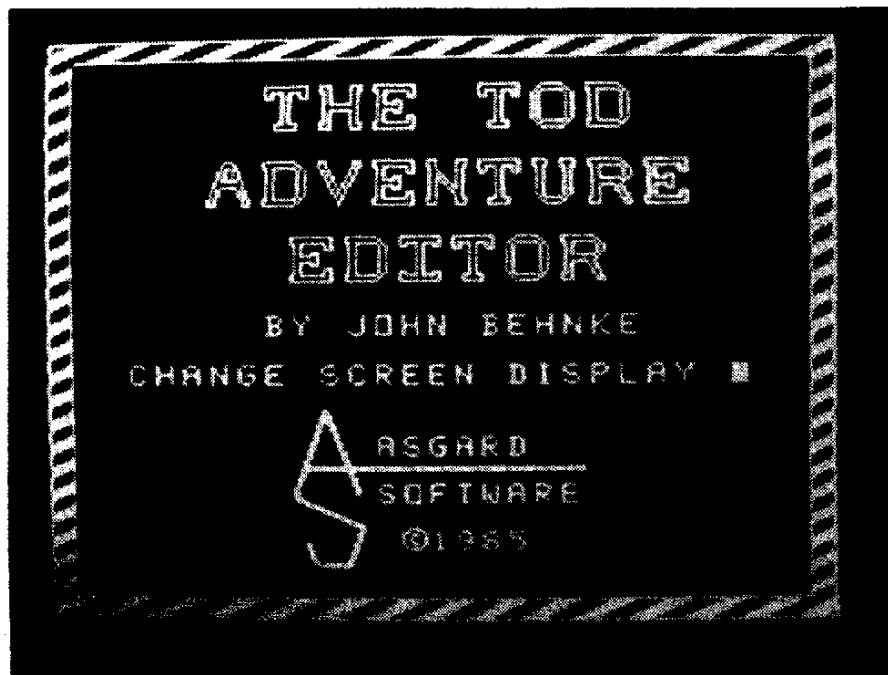 THE TOD
ADVENTURE
EDITOR
BY JOHN BEHNKE
CHANGE SCREEN DISPLAY
ASGARD
SOFTWARE
©1985